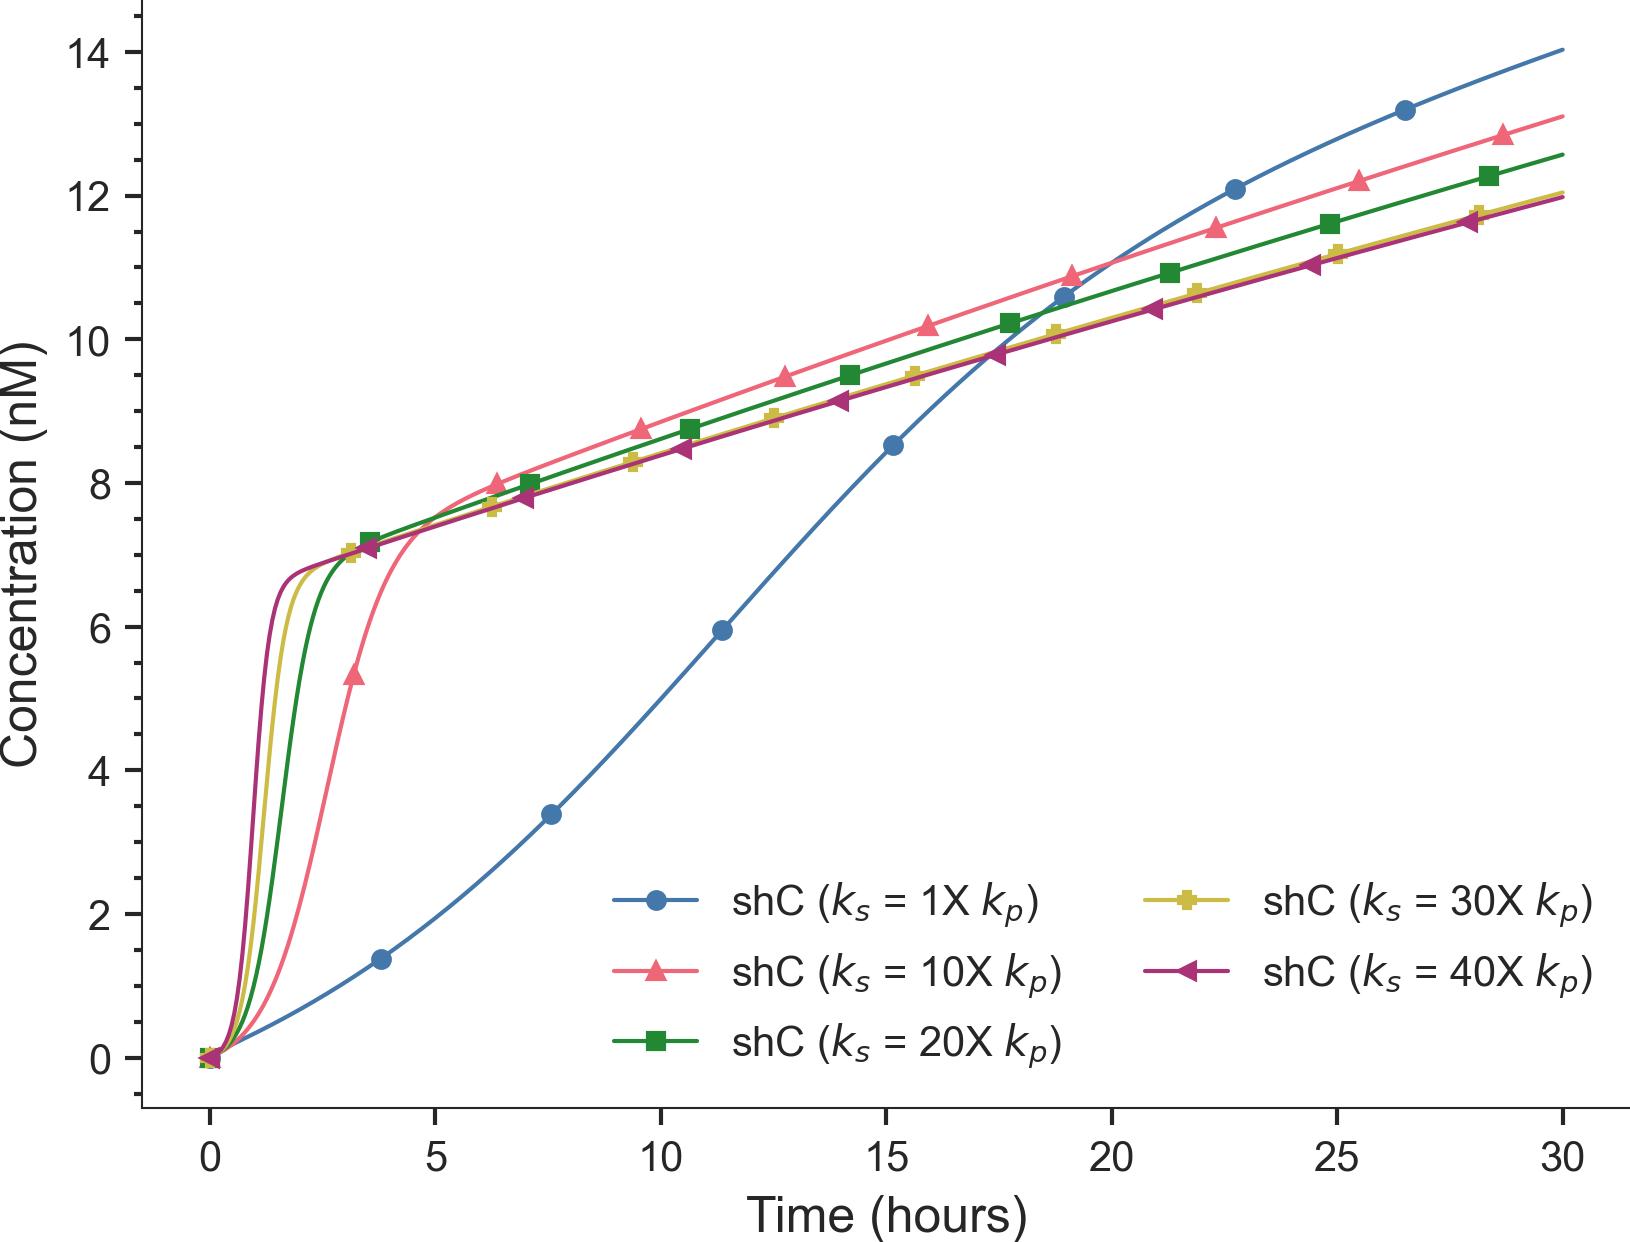 14
12
10
8
6
4
2
0
Concentration (nM)
shC (kₛ = 1X kₚ)
shC (kₛ = 10X kₚ)
shC (kₛ = 20X kₚ)
shC (kₛ = 30X kₚ)
shC (kₛ = 40X kₚ)
0 5 10 15 20 25 30
Time (hours)